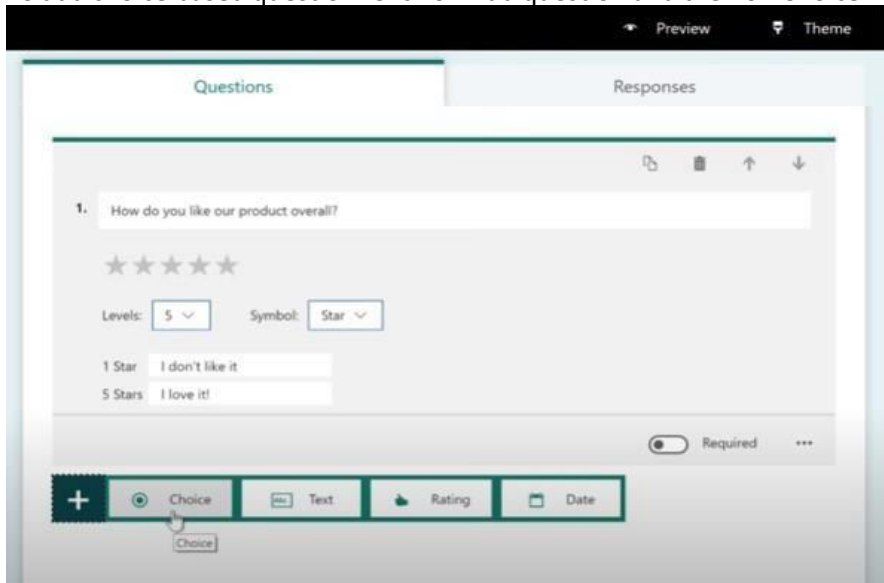 Preview Theme
Questions Responses
1. How do you like our product overall?
Levels: 5 Symbol: Star
1 Star I don't like it
5 Stars I love it!
Required
Choice Text Rating Date
Choice